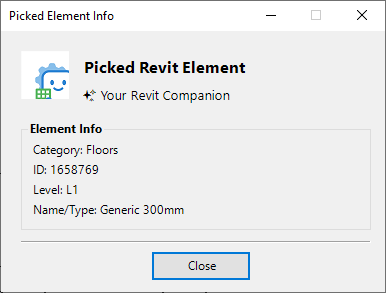 Picked Element Info
Picked Revit Element
✨ Your Revit Companion
Element Info
Category: Floors
ID: 1658769
Level: L1
Name/Type: Generic 300mm
Close